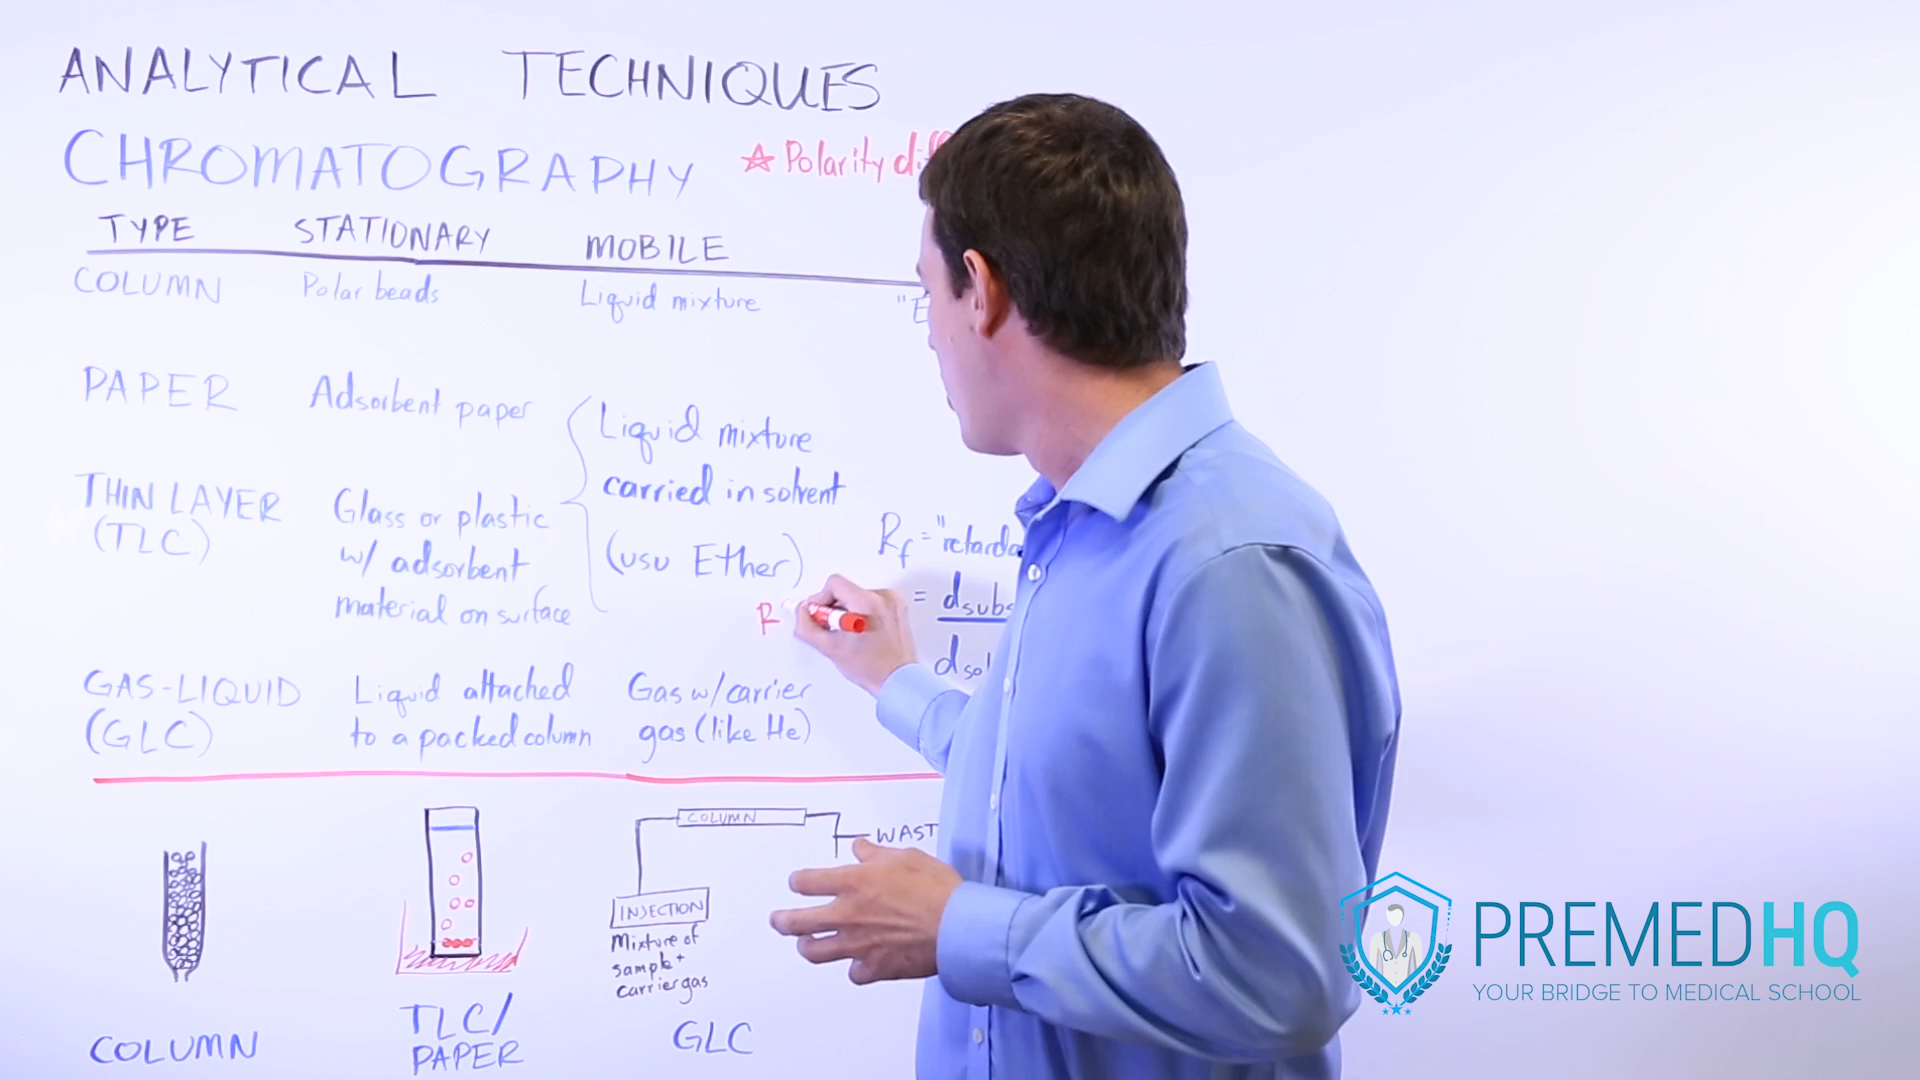 ANALYTICAL TECHNIQUES
CHROMATOGRAPHY
☆ Polarity diff
TYPE STATIONARY MOBILE
COLUMN Polar beads Liquid mixture "E
PAPER Adsorbent paper
Liquid mixture
carried in solvent
(usu Ether)
THIN LAYER
(TLC)
Glass or plastic
w/ adsorbent
material on surface
Rf = "retarda
= dsubs
dsol
R
GAS-LIQUID
(GLC)
Liquid attached
to a packed column
Gas w/carrier
gas (like He)
COLUMN
WAST
INJECTION
Mixture of
sample +
carrier gas
COLUMN
TLC/
PAPER
GLC
PREMEDHQ
YOUR BRIDGE TO MEDICAL SCHOOL